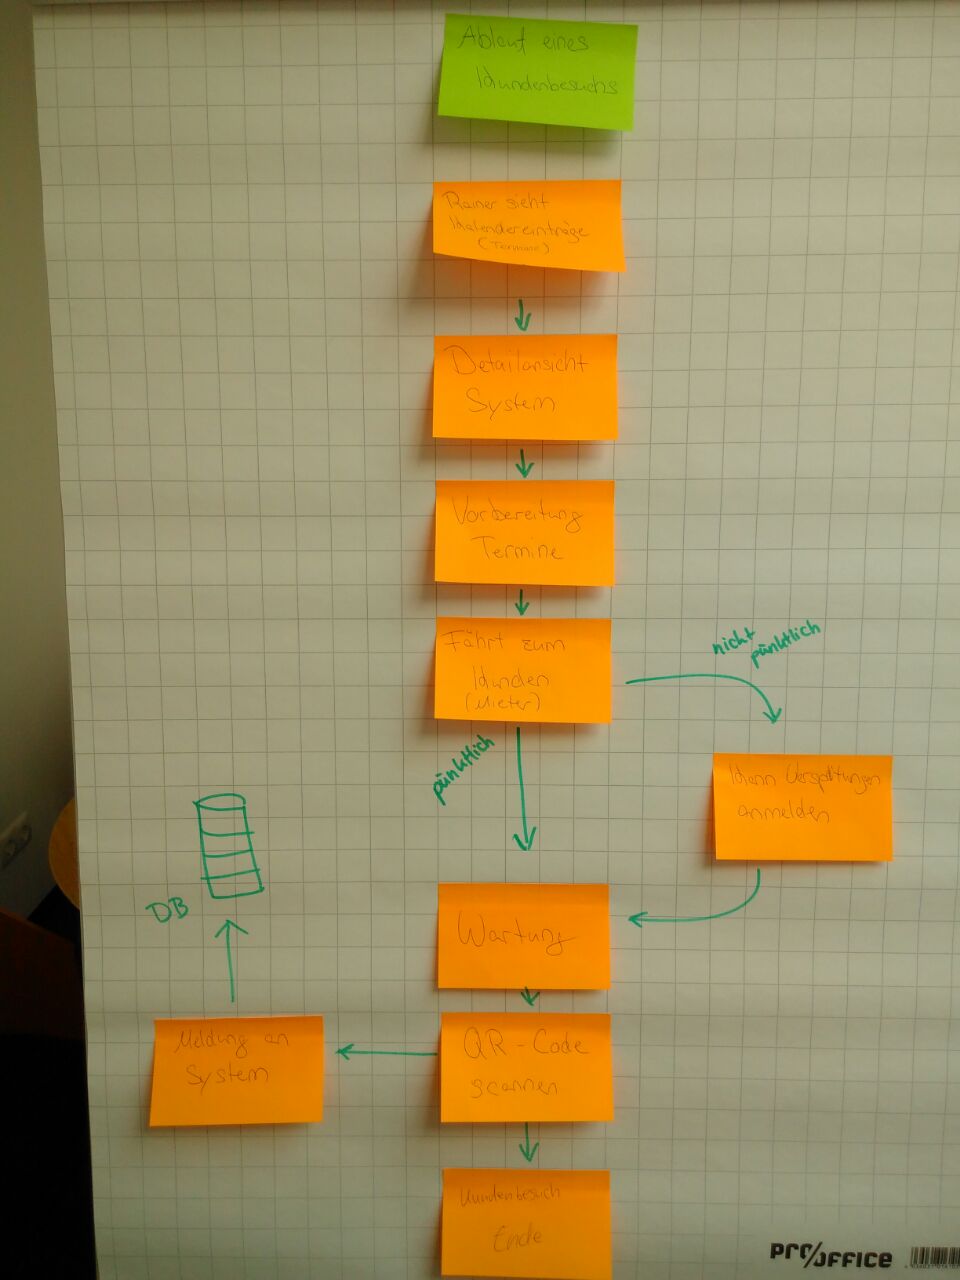 Ablauf eines
Kundenbesuchs
Rainer sieht
Kalendereinträge
(Termine)
Detailansicht
System
Vorbereitung
Termine
Fährt zum
Kunden
(Mieter)
nicht
pünktlich
pünktlich
Kann Verspätungen
anmelden
DB
Wartung
QR-Code
scannen
Meldung an
System
Kundenbesuch
Ende
PRO/OFFICE